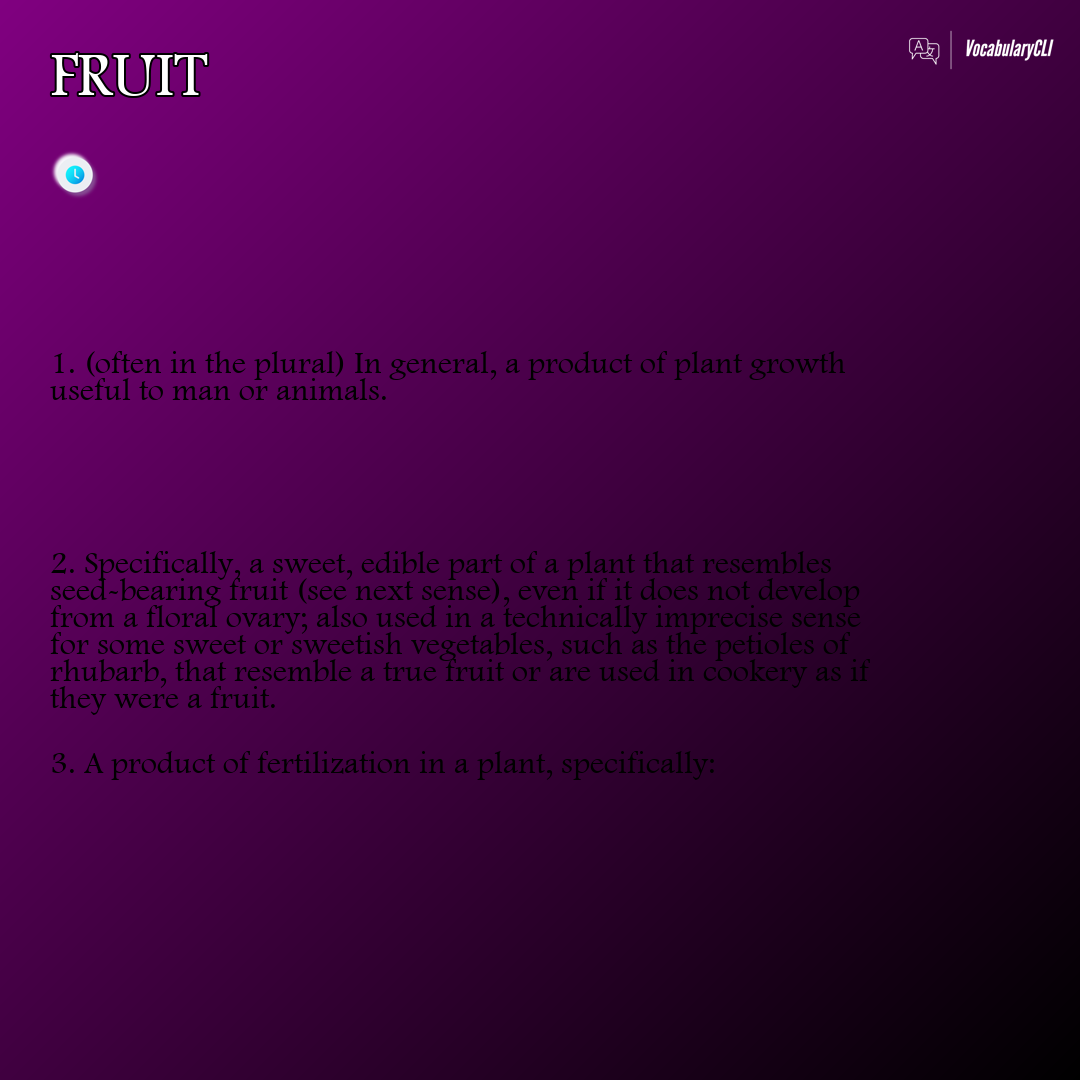 FRUIT
VocabularyCLI
1. (often in the plural) In general, a product of plant growth
useful to man or animals.
2. Specifically, a sweet, edible part of a plant that resembles
seed-bearing fruit (see next sense), even if it does not develop
from a floral ovary; also used in a technically imprecise sense
for some sweet or sweetish vegetables, such as the petioles of
rhubarb, that resemble a true fruit or are used in cookery as if
they were a fruit.
3. A product of fertilization in a plant, specifically: